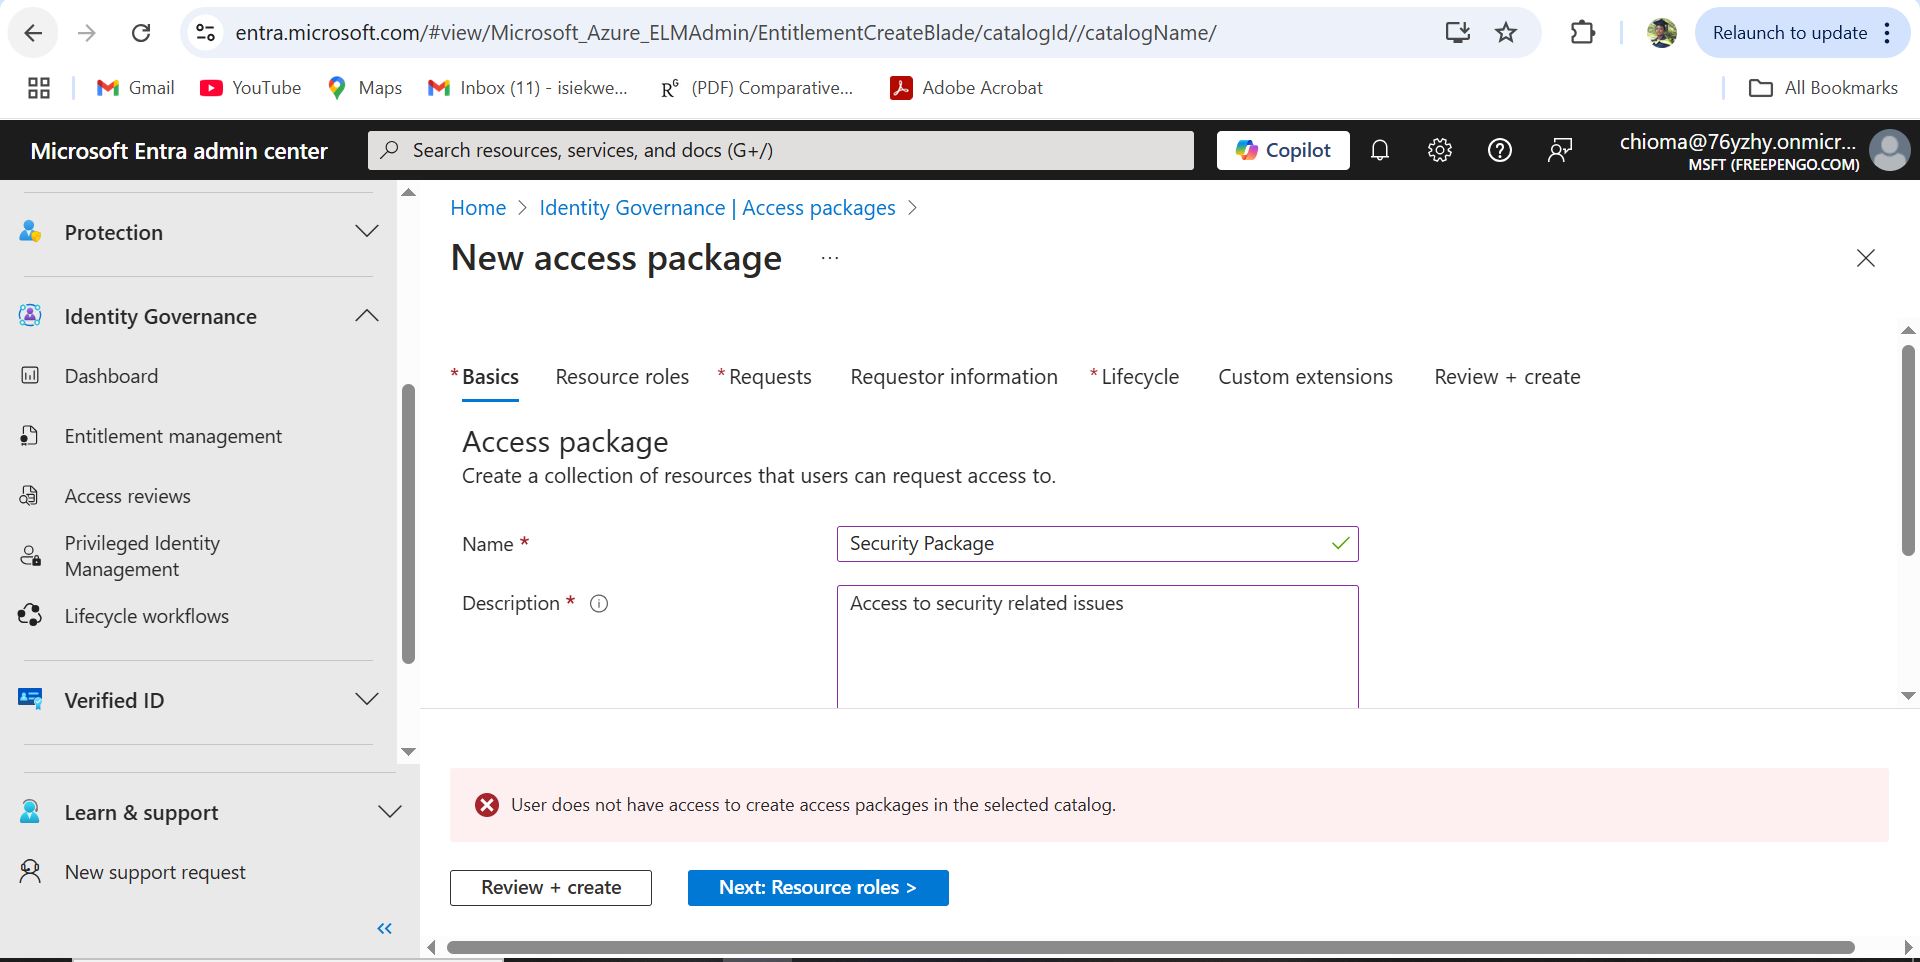 entra.microsoft.com/#view/Microsoft_Azure_ELMAdmin/EntitlementCreateBlade/catalogId//catalogName/
Relaunch to update
Gmail
YouTube
Maps
Inbox (11) - isiekwe...
RG (PDF) Comparative...
Adobe Acrobat
All Bookmarks
Microsoft Entra admin center
Search resources, services, and docs (G+/)
Copilot
chioma@76yzhy.onmicr...
MSFT (FREEPENGO.COM)
Protection
Identity Governance
Dashboard
Entitlement management
Access reviews
Privileged Identity
Management
Lifecycle workflows
Verified ID
Learn & support
New support request
«
Home > Identity Governance | Access packages >
New access package ...
* Basics
Resource roles
* Requests
Requestor information
* Lifecycle
Custom extensions
Review + create
Access package
Create a collection of resources that users can request access to.
Name *
Security Package
Description *
Access to security related issues
User does not have access to create access packages in the selected catalog.
Review + create
Next: Resource roles >